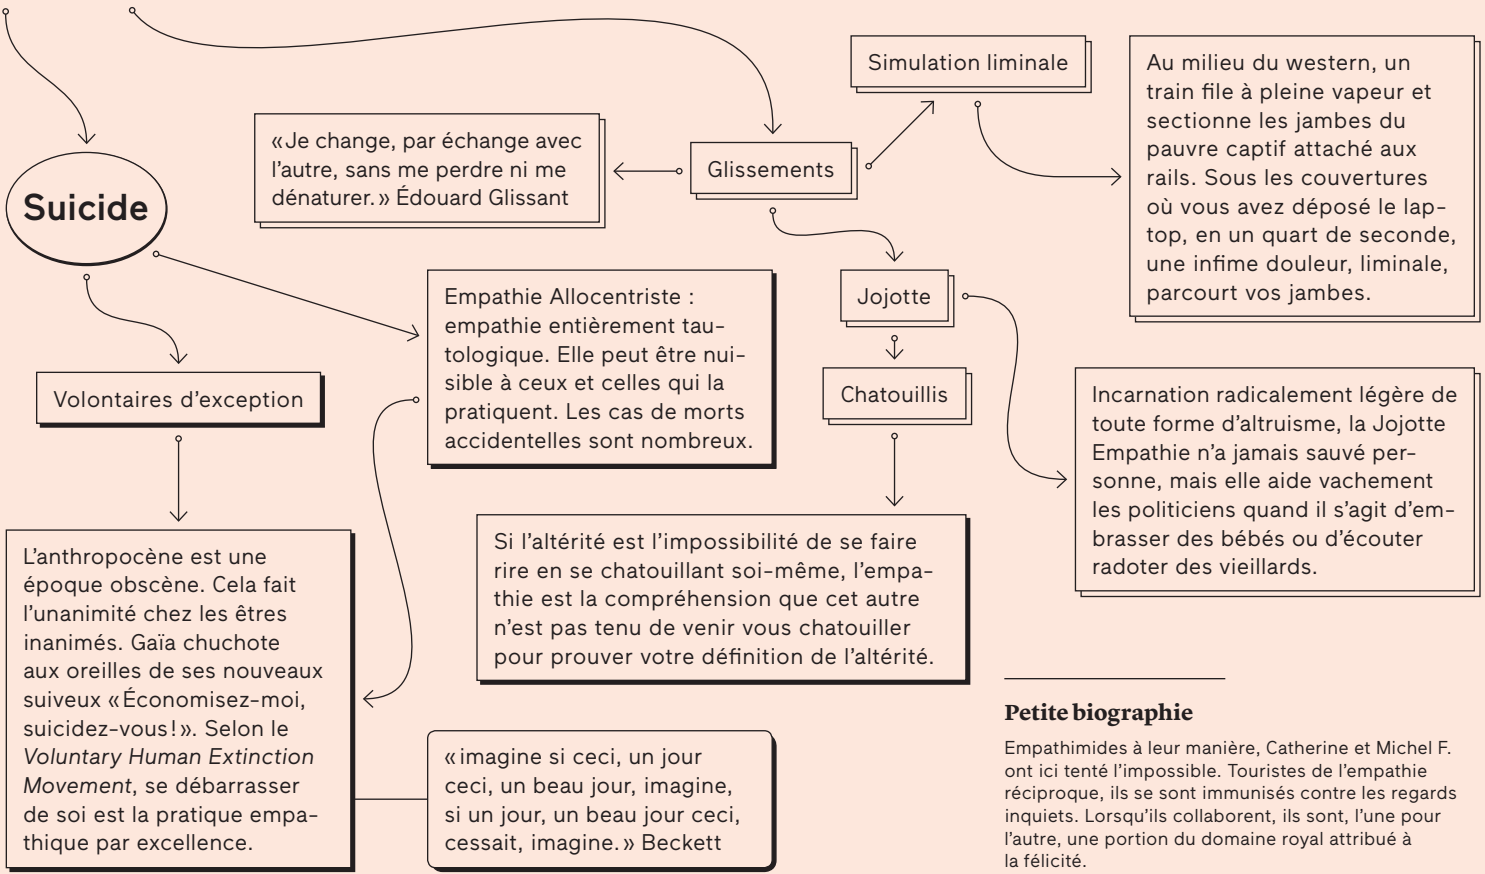 Simulation liminale
Au milieu du western, un
train file à pleine vapeur et
sectionne les jambes du
pauvre captif attaché aux
rails. Sous les couvertures
où vous avez déposé le lap-
top, en un quart de seconde,
une infime douleur, liminale,
parcourt vos jambes.
«Je change, par échange avec
l'autre, sans me perdre ni me
dénaturer.» Édouard Glissant
Glissements
Suicide
Empathie Allocentriste :
empathie entièrement tau-
tologique. Elle peut être nui-
sible à ceux et celles qui la
pratiquent. Les cas de morts
accidentelles sont nombreux.
Jojotte
Volontaires d'exception
Chatouillis
Incarnation radicalement légère de
toute forme d'altruisme, la Jojotte
Empathie n'a jamais sauvé per-
sonne, mais elle aide vachement
les politiciens quand il s'agit d'em-
brasser des bébés ou d'écouter
radoter des vieillards.
L'anthropocène est une
époque obscène. Cela fait
l'unanimité chez les êtres
inanimés. Gaïa chuchote
aux oreilles de ses nouveaux
suiveux «Économisez-moi,
suicidez-vous!». Selon le
Voluntary Human Extinction
Movement, se débarrasser
de soi est la pratique empa-
thique par excellence.
Si l'altérité est l'impossibilité de se faire
rire en se chatouillant soi-même, l'empa-
thie est la compréhension que cet autre
n'est pas tenu de venir vous chatouiller
pour prouver votre définition de l'altérité.
«imagine si ceci, un jour
ceci, un beau jour, imagine,
si un jour, un beau jour ceci,
cessait, imagine.» Beckett
Petite biographie
Empathimides à leur manière, Catherine et Michel F.
ont ici tenté l'impossible. Touristes de l'empathie
réciproque, ils se sont immunisés contre les regards
inquiets. Lorsqu'ils collaborent, ils sont, l'une pour
l'autre, une portion du domaine royal attribué à
la félicité.